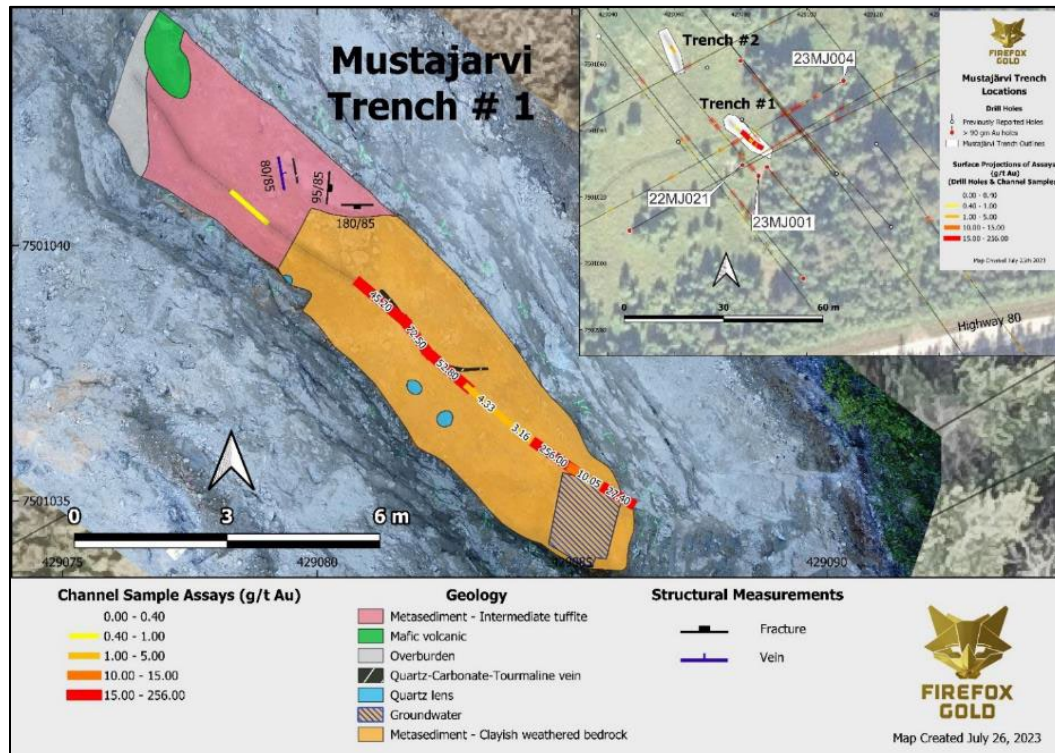 Mustajarvi
Trench # 1
80/85
95/85
180/85
7501040
7501035
45.20
22.50
52.80
4.33
3.16
256.00
10.05
27.40
0 3 6 m
429075
429080
429085
429090
Trench #2
Trench #1
23MJ004
22MJ021
23MJ001
Highway 80
0 30 60 m
FIREFOX
GOLD
Mustajärvi Trench
Locations
Drill Holes
Previously Reported Holes
> 90 gm Au holes
Mustajärvi Trench Outlines
Surface Projections of Assays
(g/t Au)
(Drill Holes & Channel Samples)
0.00 - 0.40
0.40 - 1.00
1.00 - 5.00
10.00 - 15.00
15.00 - 256.00
Channel Sample Assays (g/t Au)
0.00 - 0.40
0.40 - 1.00
1.00 - 5.00
10.00 - 15.00
15.00 - 256.00
Geology
Metasediment - Intermediate tuffite
Mafic volcanic
Overburden
Quartz-Carbonate-Tourmaline vein
Quartz lens
Groundwater
Metasediment - Clayish weathered bedrock
Structural Measurements
Fracture
Vein
FIREFOX
GOLD
Map Created July 26, 2023